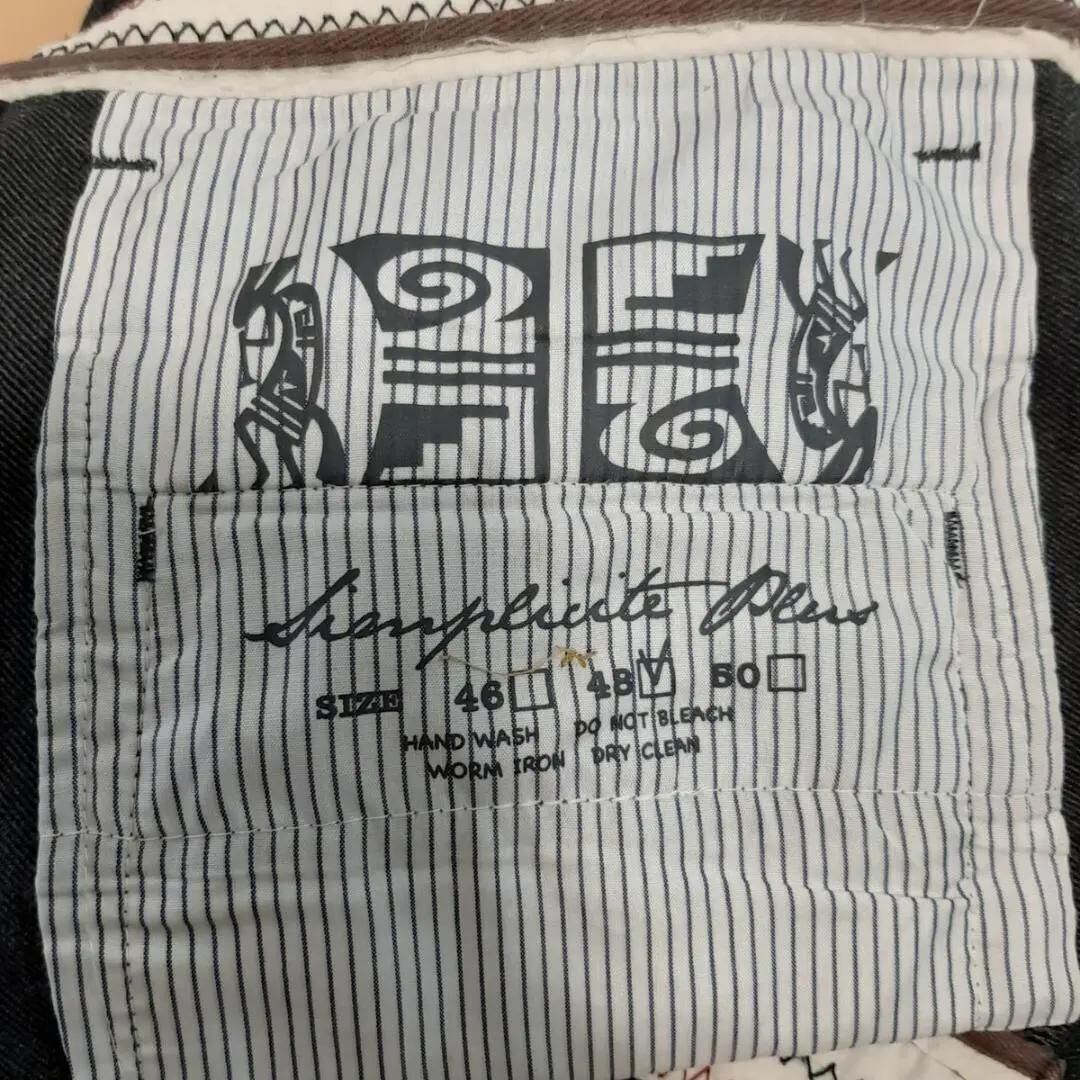 Simplicite Plus
SIZE 46 48 50
HAND WASH DO NOT BLEACH
WORM IRON DRY CLEAN